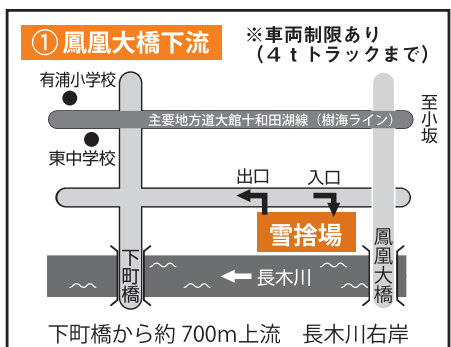 ① 鳳凰大橋下流
※車両制限あり
（４ｔトラックまで）
有浦小学校
主要地方道大館十和田湖線（樹海ライン）
至小坂
東中学校
出口
入口
雪捨場
下町橋
鳳凰大橋
長木川
下町橋から約 700m上流　長木川右岸